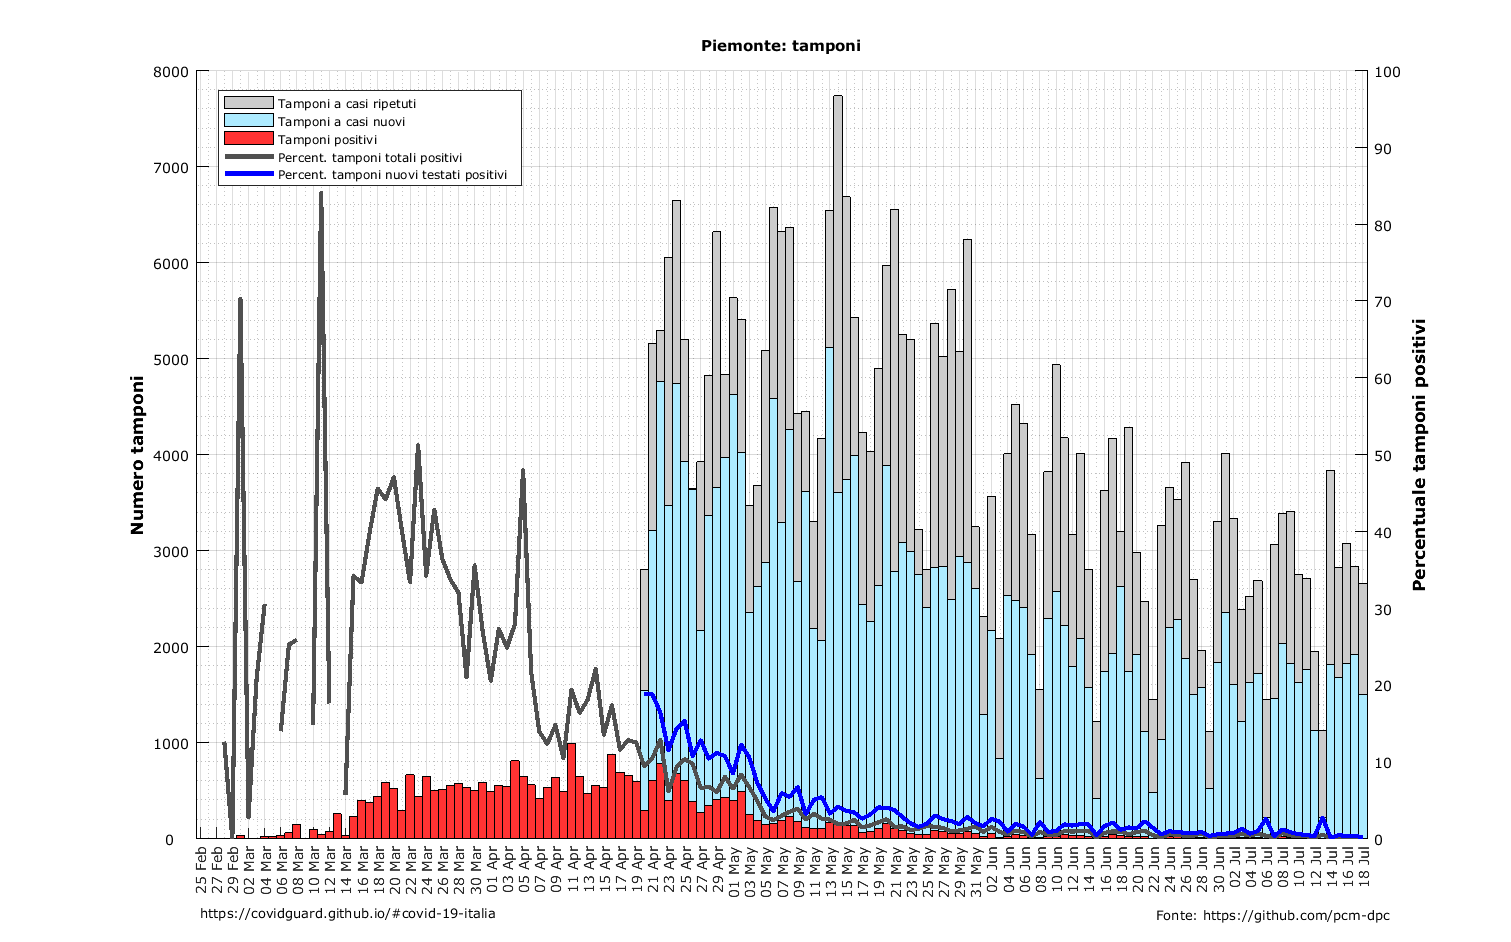 Piemonte: tamponi
8000
7000
6000
5000
4000
3000
2000
1000
0
Numero tamponi
Tamponi a casi ripetuti
Tamponi a casi nuovi
Tamponi positivi
Percent. tamponi totali positivi
Percent. tamponi nuovi testati positivi
100
90
80
70
60
50
40
30
20
10
0
Percentuale tamponi positivi
25 Feb
27 Feb
29 Feb
02 Mar
04 Mar
06 Mar
08 Mar
10 Mar
12 Mar
14 Mar
16 Mar
18 Mar
20 Mar
22 Mar
24 Mar
26 Mar
28 Mar
30 Mar
01 Apr
03 Apr
05 Apr
07 Apr
09 Apr
11 Apr
13 Apr
15 Apr
17 Apr
19 Apr
21 Apr
23 Apr
25 Apr
27 Apr
29 Apr
01 May
03 May
05 May
07 May
09 May
11 May
13 May
15 May
17 May
19 May
21 May
23 May
25 May
27 May
29 May
31 May
02 Jun
04 Jun
06 Jun
08 Jun
10 Jun
12 Jun
14 Jun
16 Jun
18 Jun
20 Jun
22 Jun
24 Jun
26 Jun
28 Jun
30 Jun
02 Jul
04 Jul
06 Jul
08 Jul
10 Jul
12 Jul
14 Jul
16 Jul
18 Jul
https://covidguard.github.io/#covid-19-italia
Fonte: https://github.com/pcm-dpc